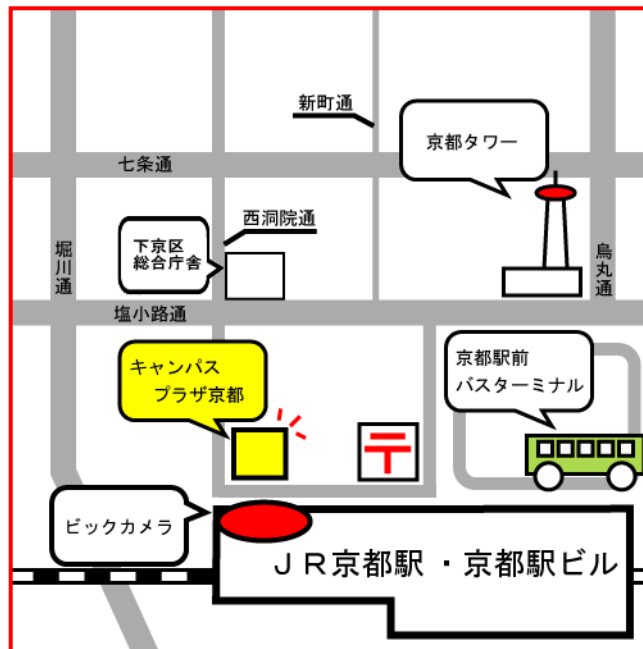 新町通
京都タワー
七条通
西洞院通
下京区
総合庁舎
堀川通
烏丸通
塩小路通
キャンパス
プラザ京都
京都駅前
バスターミナル
〒
ビックカメラ
ＪＲ京都駅・京都駅ビル